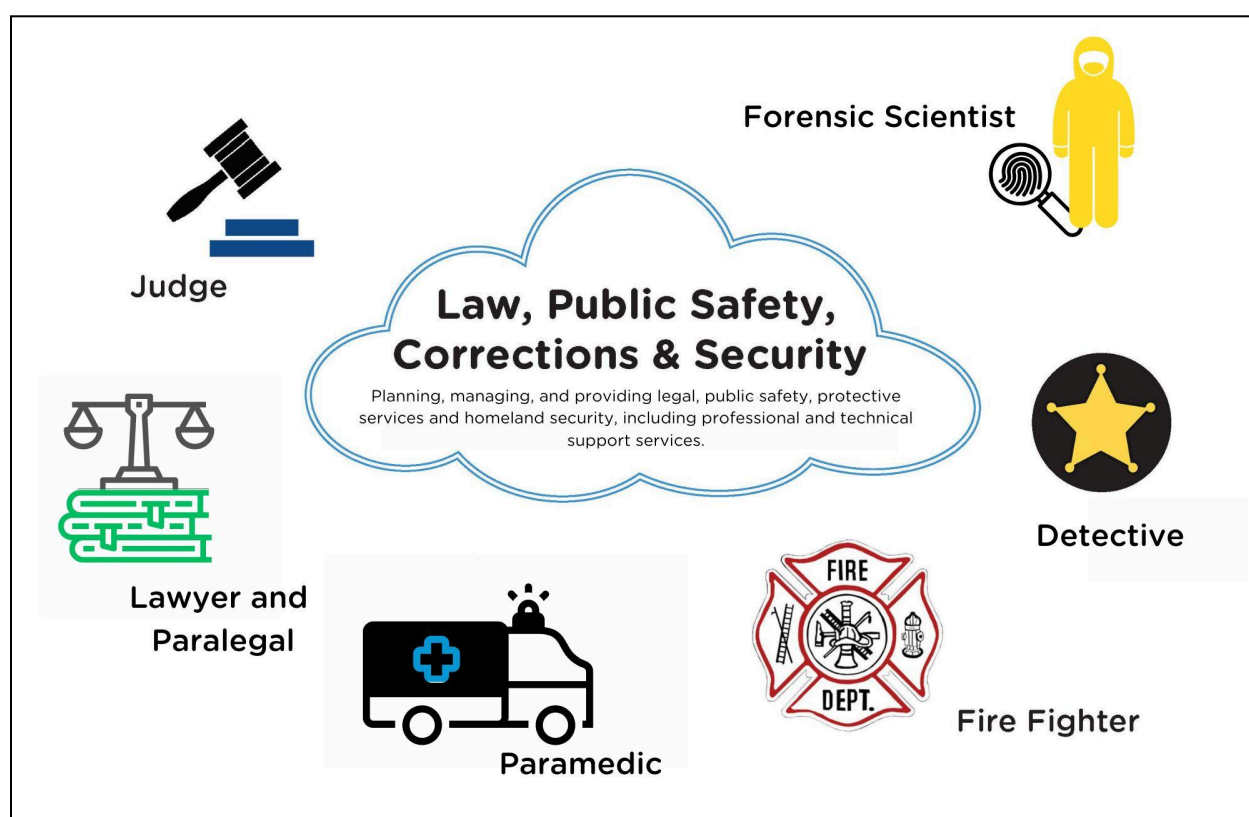 Forensic Scientist
Judge
Law, Public Safety,
Corrections & Security
Planning, managing, and providing legal, public safety, protective
services and homeland security, including professional and technical
support services.
Detective
Lawyer and
Paralegal
FIRE
DEPT.
Fire Fighter
Paramedic